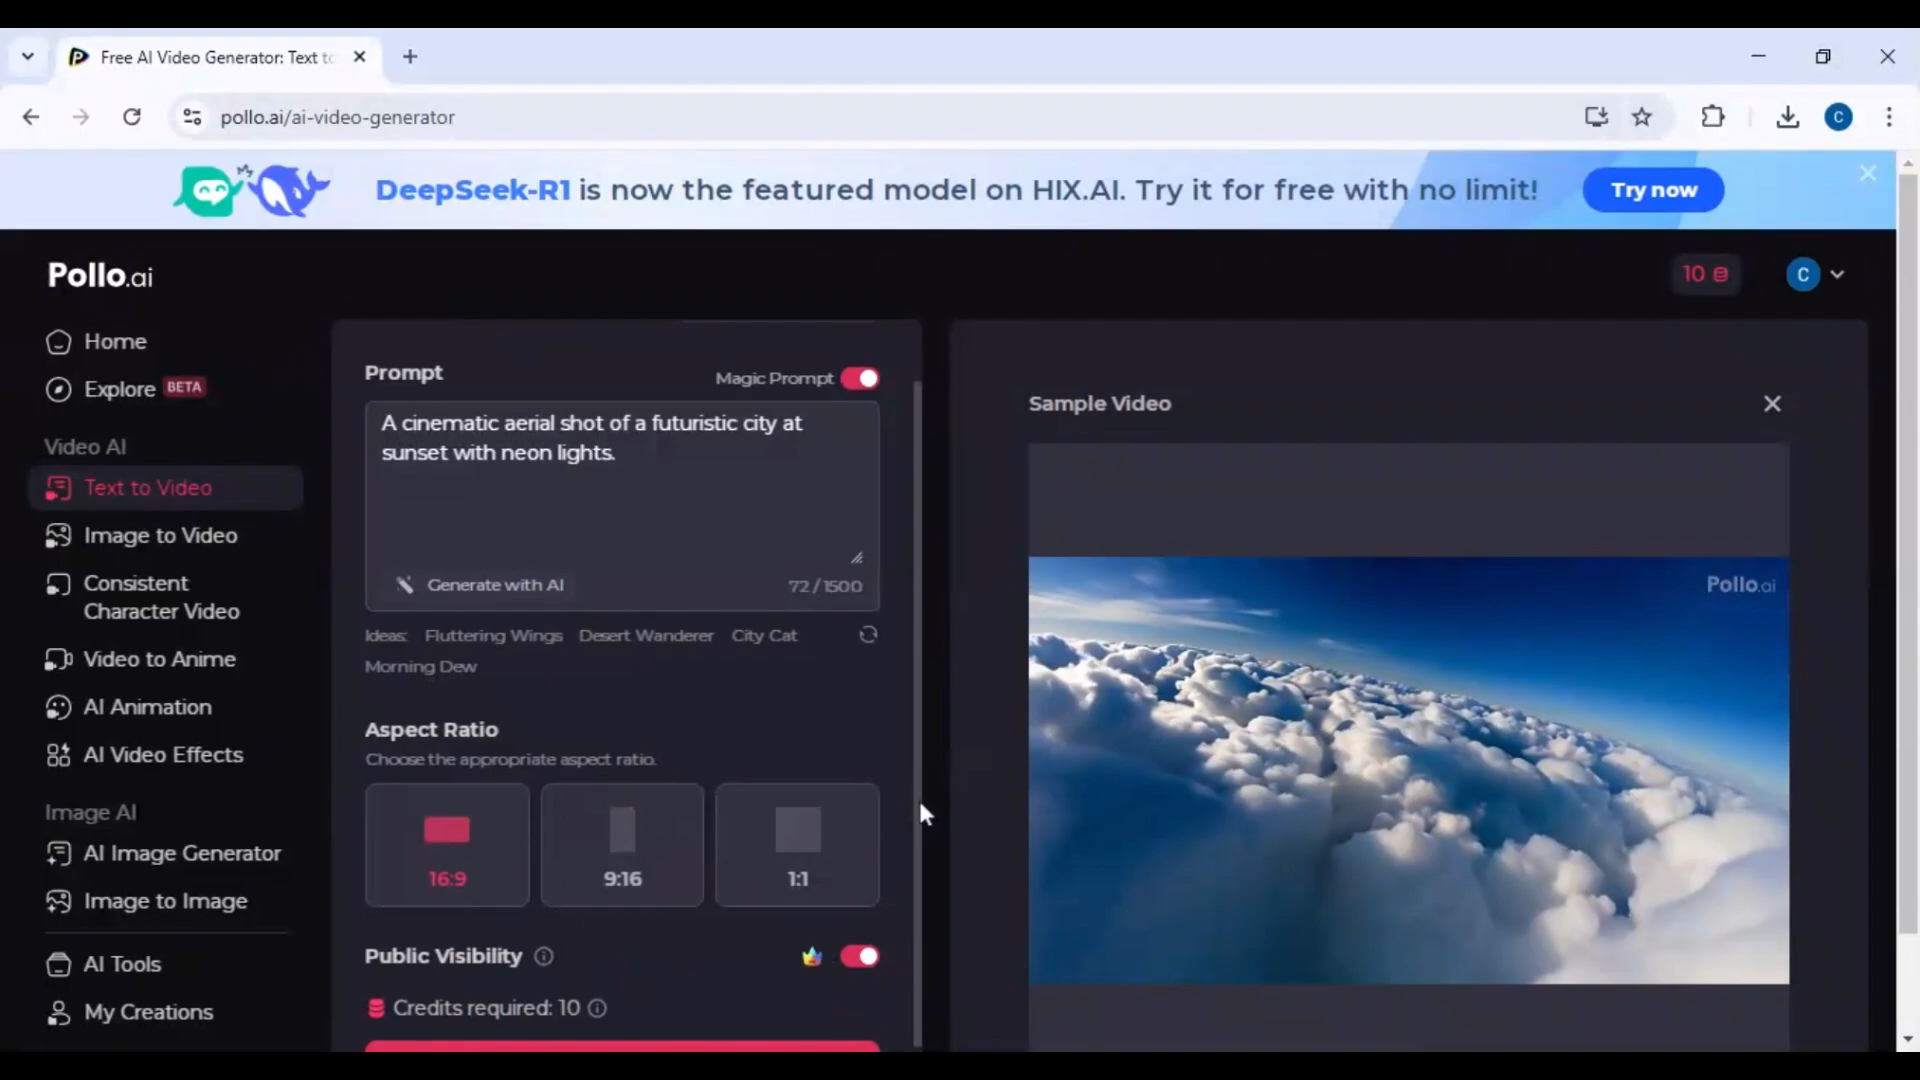 Free AI Video Generator: Text to
pollo.ai/ai-video-generator
C
DeepSeek-R1 is now the featured model on HIX.AI. Try it for free with no limit!
Try now
Pollo.ai
10
C
Home
Explore BETA
Video AI
Text to Video
Image to Video
Consistent
Character Video
Video to Anime
AI Animation
AI Video Effects
Image AI
AI Image Generator
Image to Image
AI Tools
My Creations
Prompt
Magic Prompt
A cinematic aerial shot of a futuristic city at
sunset with neon lights.
Generate with AI
72 / 1500
Ideas: Fluttering Wings Desert Wanderer City Cat
Morning Dew
Aspect Ratio
Choose the appropriate aspect ratio.
16:9
9:16
1:1
Public Visibility
Credits required: 10
Sample Video
Pollo.ai